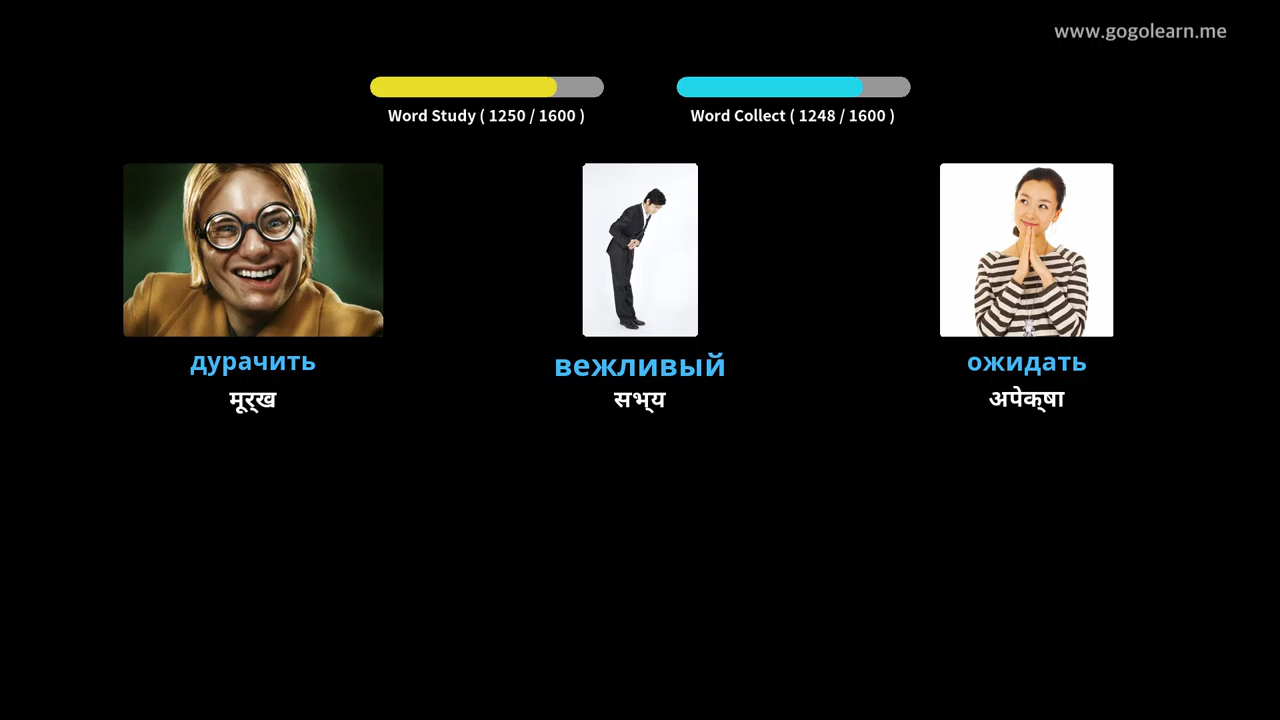 www.gogolearn.me
Word Study ( 1250 / 1600 )
Word Collect ( 1248 / 1600 )
дурачить
вежливый
ожидать
मूर्ख
सभ्य
अपेक्षा